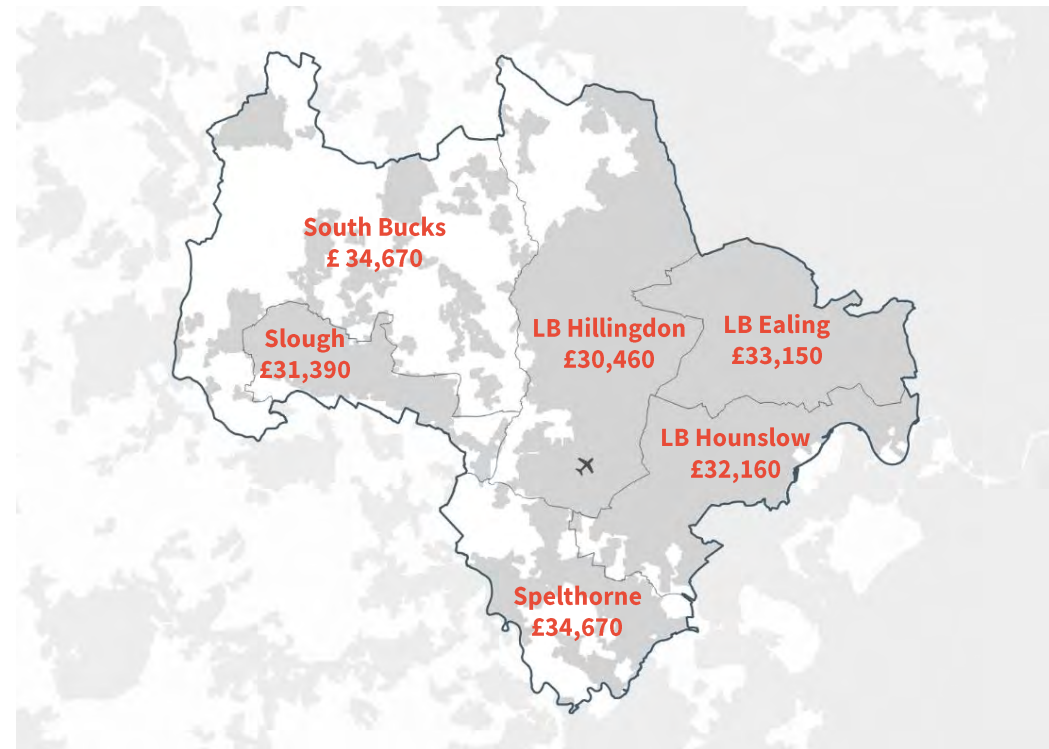 South Bucks
£ 34,670
Slough
£31,390
LB Hillingdon
£30,460
LB Ealing
£33,150
LB Hounslow
£32,160
Spelthorne
£34,670